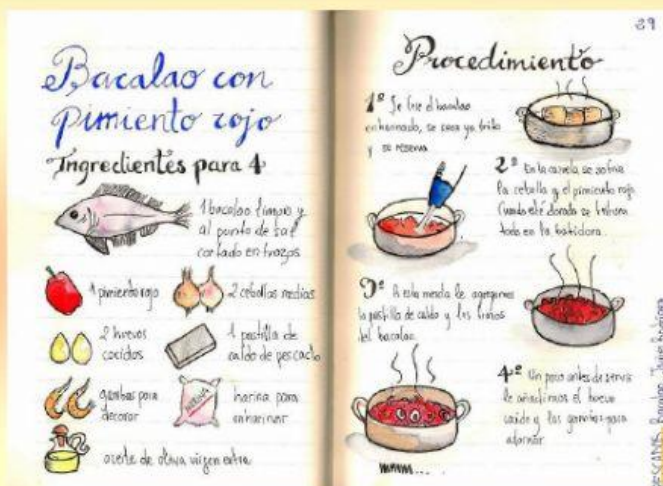 Bacalao con
pimiento rojo
Ingredientes para 4
1 bacalao limpio y
al punto de sal
cortado en trozos
1 pimiento rojo
2 cebollas medias
2 huevos
cocidos
1 pastilla de
caldo de pescado
gambas para
decorar
HARINA
harina para
enharinar
aceite de oliva virgen extra
29
Procedimiento
1º Se fríe el bacalao
enharinado, se saca ya frito
y se reserva
2º En la cazuela se sofríe
la cebolla y el pimiento rojo
Cuando esté dorado se tritura
todo en la batidora.
3º A esta mezcla le agregamos
la pastilla de caldo y los trozos
del bacalao.
4º Un poco antes de servir
le añadimos el huevo
cocido y las gambas para
adornar